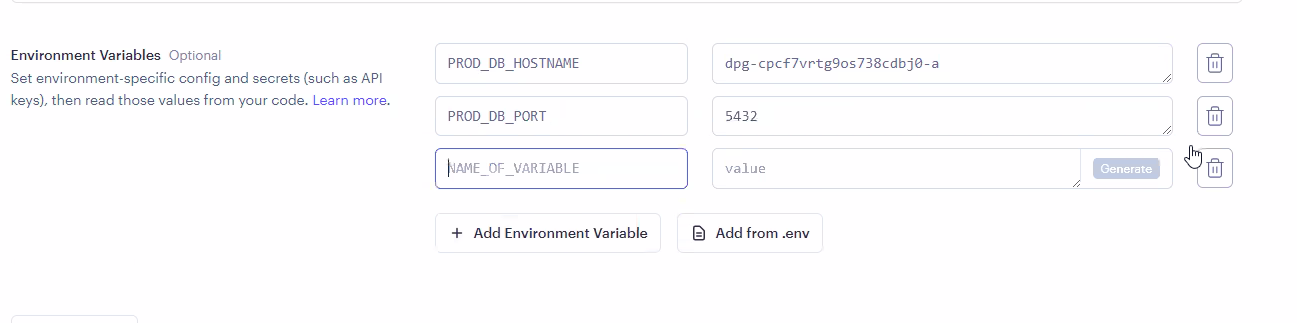 Environment Variables Optional
Set environment-specific config and secrets (such as API
keys), then read those values from your code. Learn more.
PROD_DB_HOSTNAME dpg-cpcf7vrtg9os738cdbj0-a
PROD_DB_PORT 5432
NAME_OF_VARIABLE value Generate
+ Add Environment Variable Add from .env